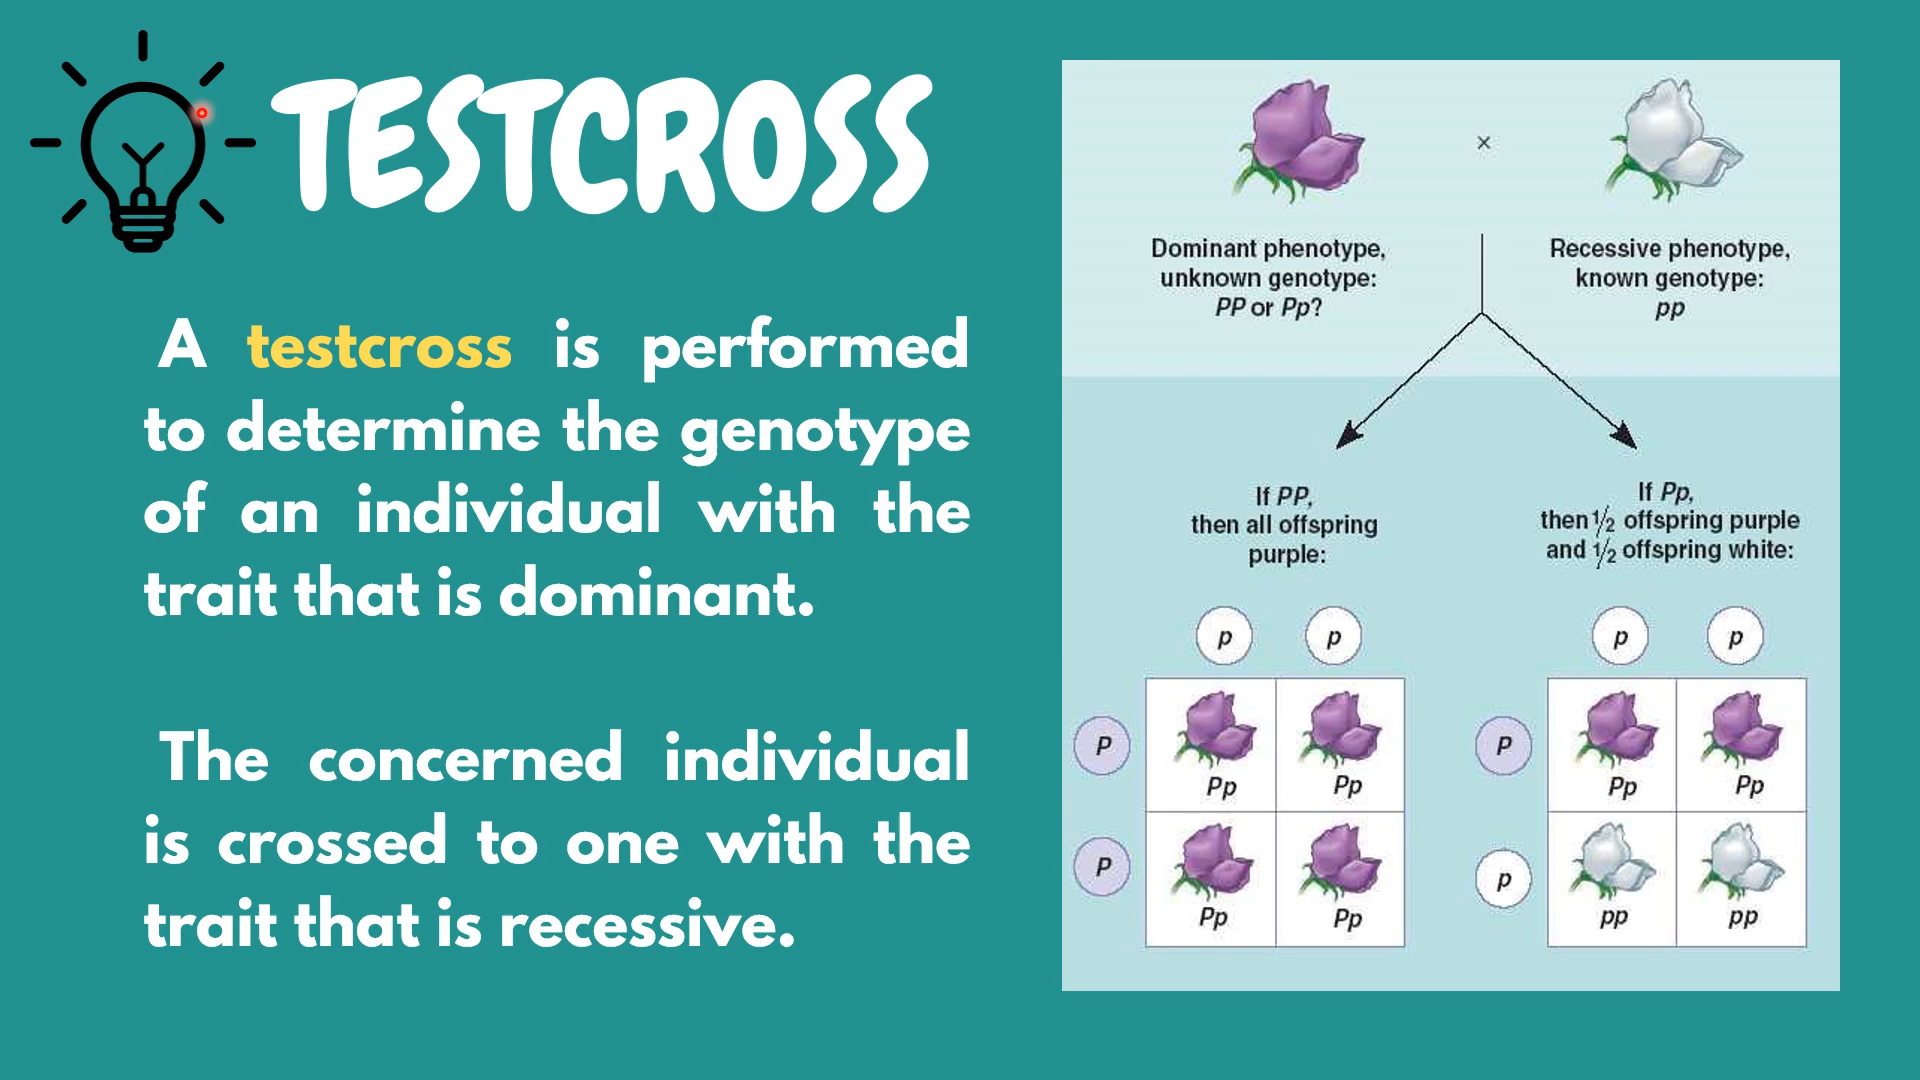 TESTCROSS
A testcross is performed
to determine the genotype
of an individual with the
trait that is dominant.
The concerned individual
is crossed to one with the
trait that is recessive.
×
Dominant phenotype,
unknown genotype:
PP or Pp?
Recessive phenotype,
known genotype:
pp
If PP,
then all offspring
purple:
If Pp,
then 1/2 offspring purple
and 1/2 offspring white:
p p
P Pp Pp
P Pp Pp
p p
P Pp Pp
p pp pp